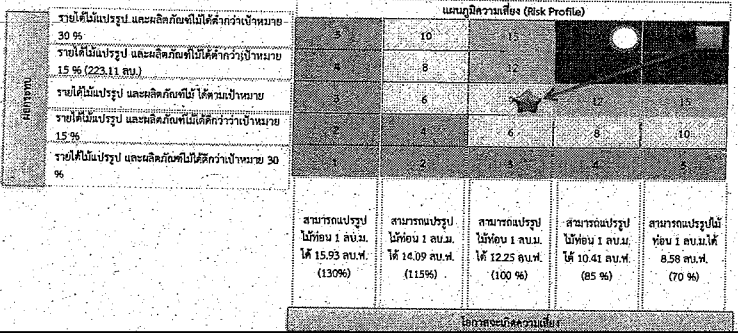 แผนภูมิความเสี่ยง (Risk Profile)
ผลกระทบ
รายได้ไม้แปรรูป และผลิตภัณฑ์ไม้ได้ต่ำกว่าเป้าหมาย
30 %
5 10 15
รายได้ไม้แปรรูป และผลิตภัณฑ์ไม้ได้ต่ำกว่าเป้าหมาย
15 % (223.11 ลบ.)
4 8 12
รายได้ไม้แปรรูป และผลิตภัณฑ์ไม้ ได้ตามเป้าหมาย
3 6 12 15
รายได้ไม้แปรรูป และผลิตภัณฑ์ไม้ได้ดีกว่าว่าเป้าหมาย
15 %
2 4 6 8 10
รายได้ไม้แปรรูป และผลิตภัณฑ์ไม้ได้ดีกว่าเป้าหมาย 30
%
1 2 3 4 5
สามารถแปรรูป
ไม้ท่อน 1 ลบ.ม.
ได้ 15.93 ลบ.ฟ.
(130%)
สามารถแปรรูป
ไม้ท่อน 1 ลบ.ม.
ได้ 14.09 ลบ.ฟ.
(115%)
สามารถแปรรูป
ไม้ท่อน 1 ลบ.ม.
ได้ 12.25 ลบ.ฟ.
(100 %)
สามารถแปรรูป
ไม้ท่อน 1 ลบ.ม.
ได้ 10.41 ลบ.ฟ.
(85 %)
สามารถแปรรูปไม้
ท่อน 1 ลบ.ม.ได้
8.58 ลบ.ฟ.
(70 %)
โอกาสจะเกิดความเสี่ยง